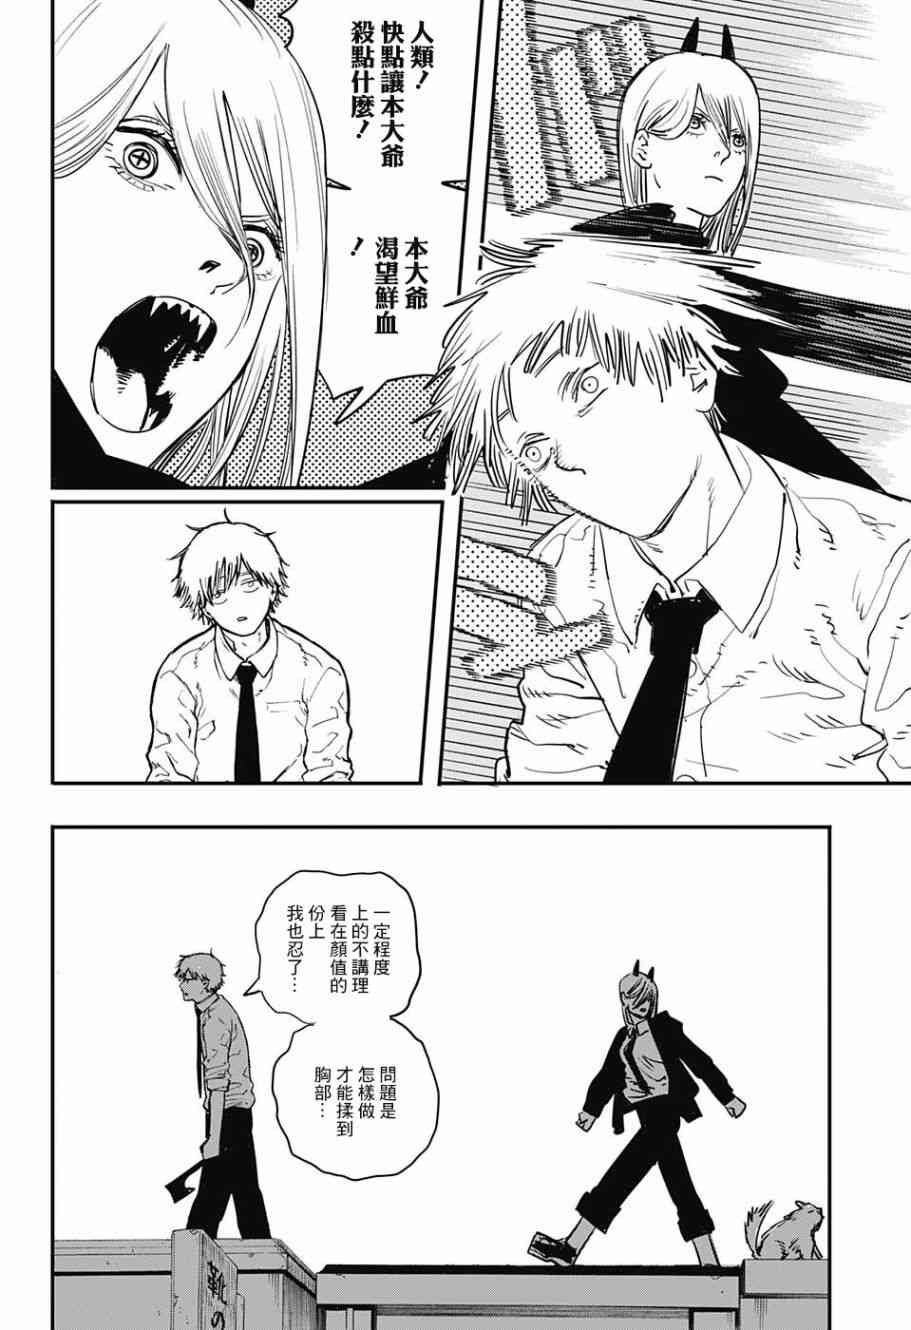 人類！
快點讓本大爺
殺點什麼！
本大爺
渴望鮮血
！
一定程度
上的不講理
看在顏值的
份上
我也忍了…
問題是
怎樣做
才能揉到
胸部…
靴の